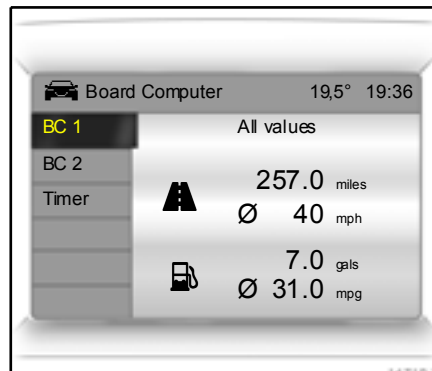 Board Computer 19,5° 19:36
BC 1 All values
BC 2
Timer
257.0 miles
Ø 40 mph
7.0 gals
Ø 31.0 mpg